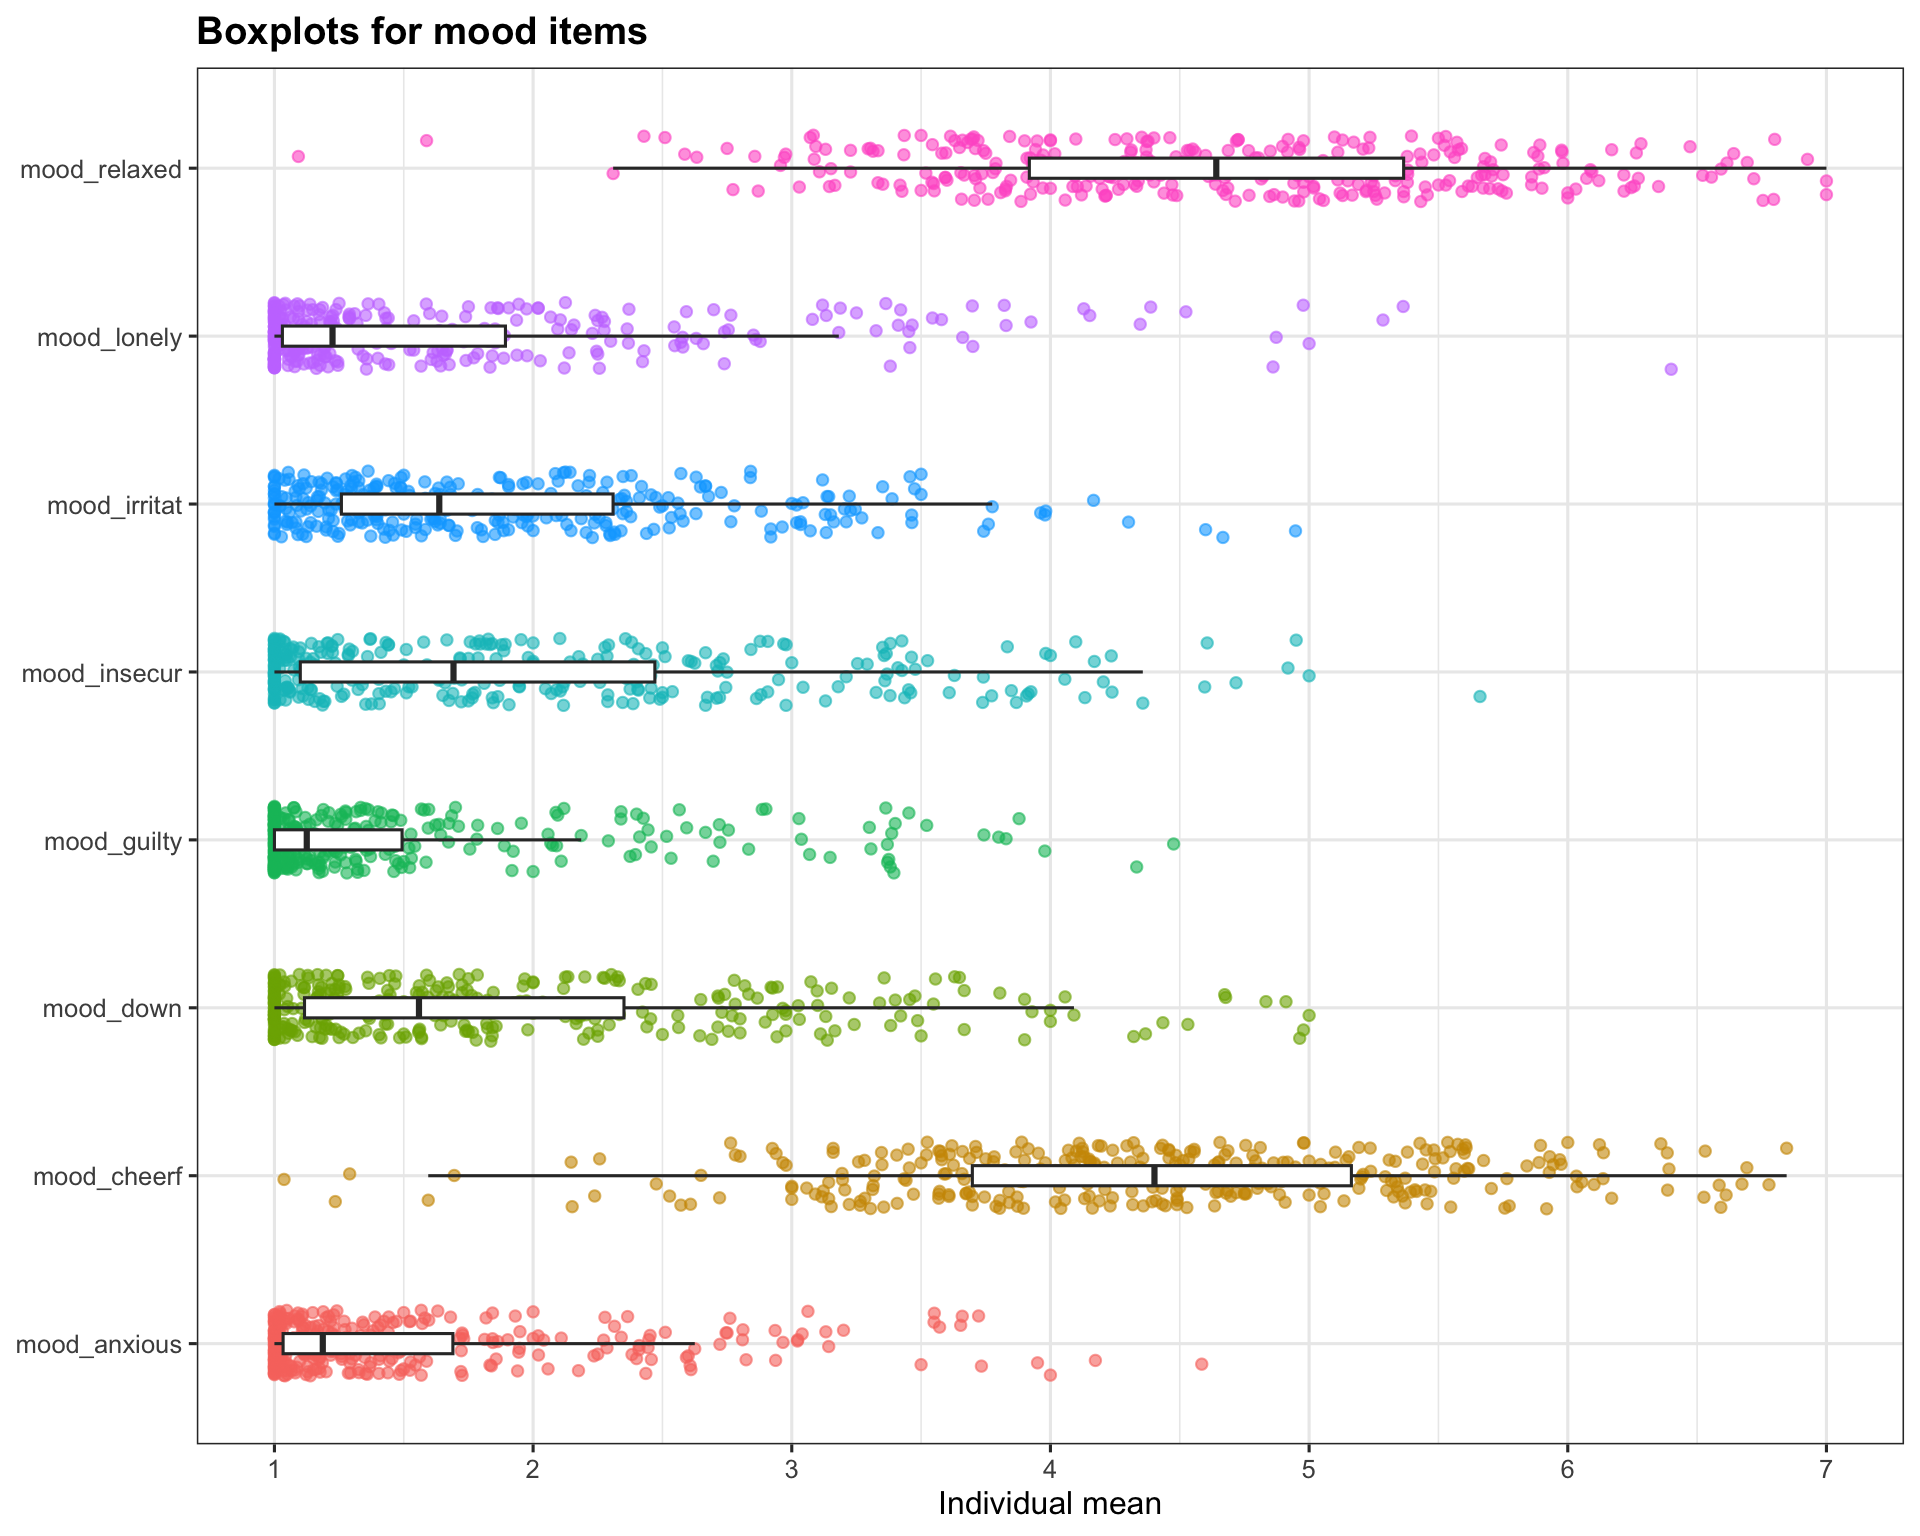 Boxplots for mood items
mood_relaxed
mood_lonely
mood_irritat
mood_insecur
mood_guilty
mood_down
mood_cheerf
mood_anxious
1 2 3 4 5 6 7
Individual mean